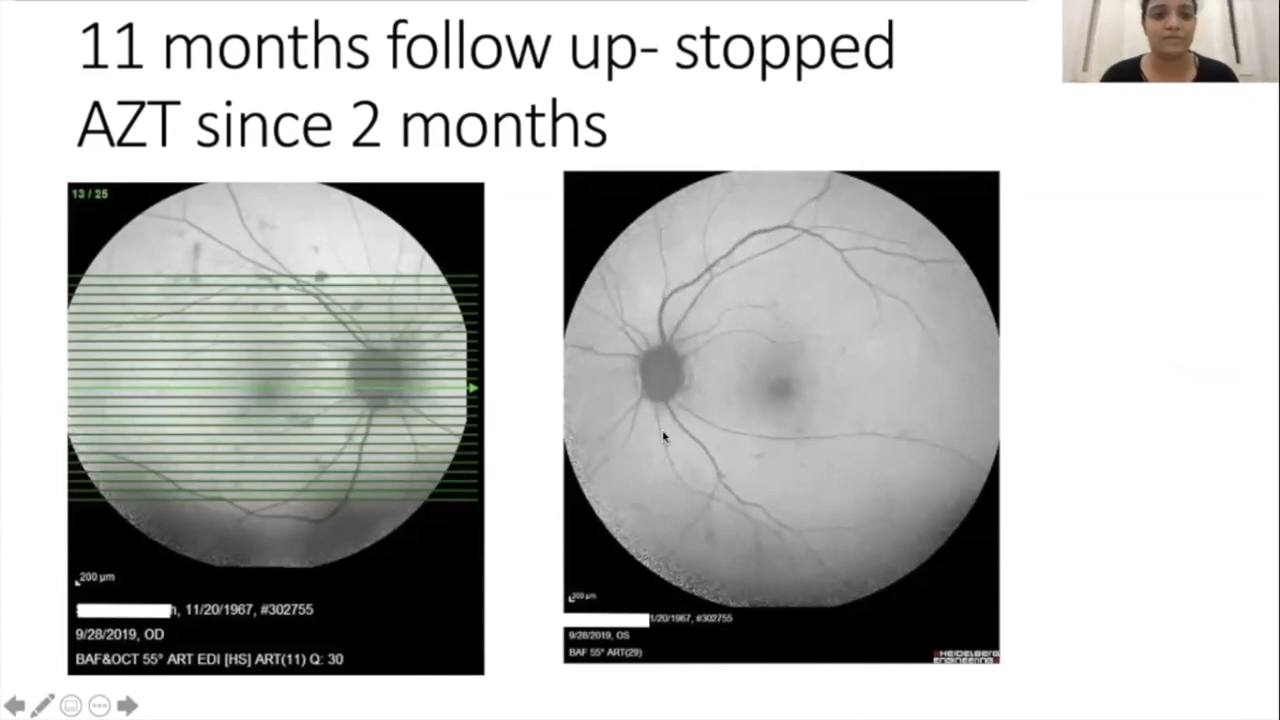 11 months follow up- stopped
AZT since 2 months
13 / 25
200 µm
h, 11/20/1967, #302755
9/28/2019, OD
BAF&OCT 55° ART EDI [HS] ART(11) Q: 30
200 µm
1/20/1967, #302755
9/28/2019, OS
BAF 55° ART(29)
HEIDELBERG
ENGINEERING